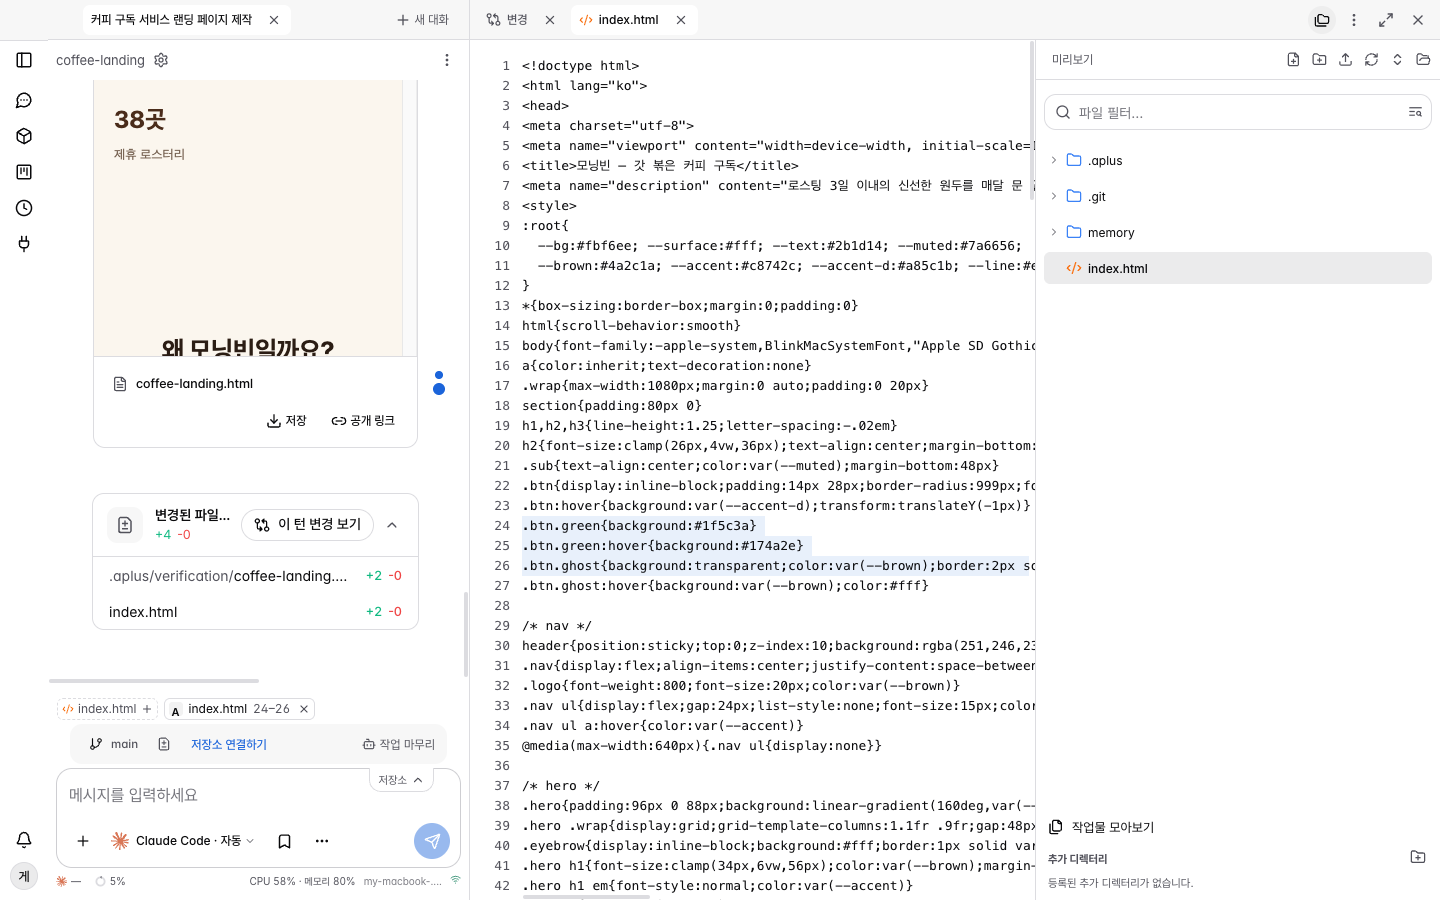 커피 구독 서비스 랜딩 페이지 제작
새 대화
변경
index.html
coffee-landing
38곳
제휴 로스터리
왜 모닝빈일까요?
coffee-landing.html
저장
공개 링크
변경된 파일...
+4 -0
이 턴 변경 보기
.aplus/verification/coffee-landing....
+2 -0
index.html
+2 -0
index.html
index.html 24–26
main
저장소 연결하기
작업 마무리
저장소
메시지를 입력하세요
Claude Code · 자동
게
—
5%
CPU 58% · 메모리 80%
my-macbook-....
1 <!doctype html>
2 <html lang="ko">
3 <head>
4 <meta charset="utf-8">
5 <meta name="viewport" content="width=device-width, initial-scale=
6 <title>모닝빈 — 갓 볶은 커피 구독</title>
7 <meta name="description" content="로스팅 3일 이내의 신선한 원두를 매달 문
8 <style>
9 :root{
10 --bg:#fbf6ee; --surface:#fff; --text:#2b1d14; --muted:#7a6656;
11 --brown:#4a2c1a; --accent:#c8742c; --accent-d:#a85c1b; --line:#e
12 }
13 *{box-sizing:border-box;margin:0;padding:0}
14 html{scroll-behavior:smooth}
15 body{font-family:-apple-system,BlinkMacSystemFont,"Apple SD Gothic
16 a{color:inherit;text-decoration:none}
17 .wrap{max-width:1080px;margin:0 auto;padding:0 20px}
18 section{padding:80px 0}
19 h1,h2,h3{line-height:1.25;letter-spacing:-.02em}
20 h2{font-size:clamp(26px,4vw,36px);text-align:center;margin-bottom:
21 .sub{text-align:center;color:var(--muted);margin-bottom:48px}
22 .btn{display:inline-block;padding:14px 28px;border-radius:999px;fo
23 .btn:hover{background:var(--accent-d);transform:translateY(-1px)}
24 .btn.green{background:#1f5c3a}
25 .btn.green:hover{background:#174a2e}
26 .btn.ghost{background:transparent;color:var(--brown);border:2px so
27 .btn.ghost:hover{background:var(--brown);color:#fff}
28
29 /* nav */
30 header{position:sticky;top:0;z-index:10;background:rgba(251,246,23
31 .nav{display:flex;align-items:center;justify-content:space-between
32 .logo{font-weight:800;font-size:20px;color:var(--brown)}
33 .nav ul{display:flex;gap:24px;list-style:none;font-size:15px;color
34 .nav ul a:hover{color:var(--accent)}
35 @media(max-width:640px){.nav ul{display:none}}
36
37 /* hero */
38 .hero{padding:96px 0 88px;background:linear-gradient(160deg,var(--
39 .hero .wrap{display:grid;grid-template-columns:1.1fr .9fr;gap:48px
40 .eyebrow{display:inline-block;background:#fff;border:1px solid var
41 .hero h1{font-size:clamp(34px,6vw,56px);color:var(--brown);margin-
42 .hero h1 em{font-style:normal;color:var(--accent)}
미리보기
파일 필터...
.aplus
.git
memory
index.html
작업물 모아보기
추가 디렉터리
등록된 추가 디렉터리가 없습니다.